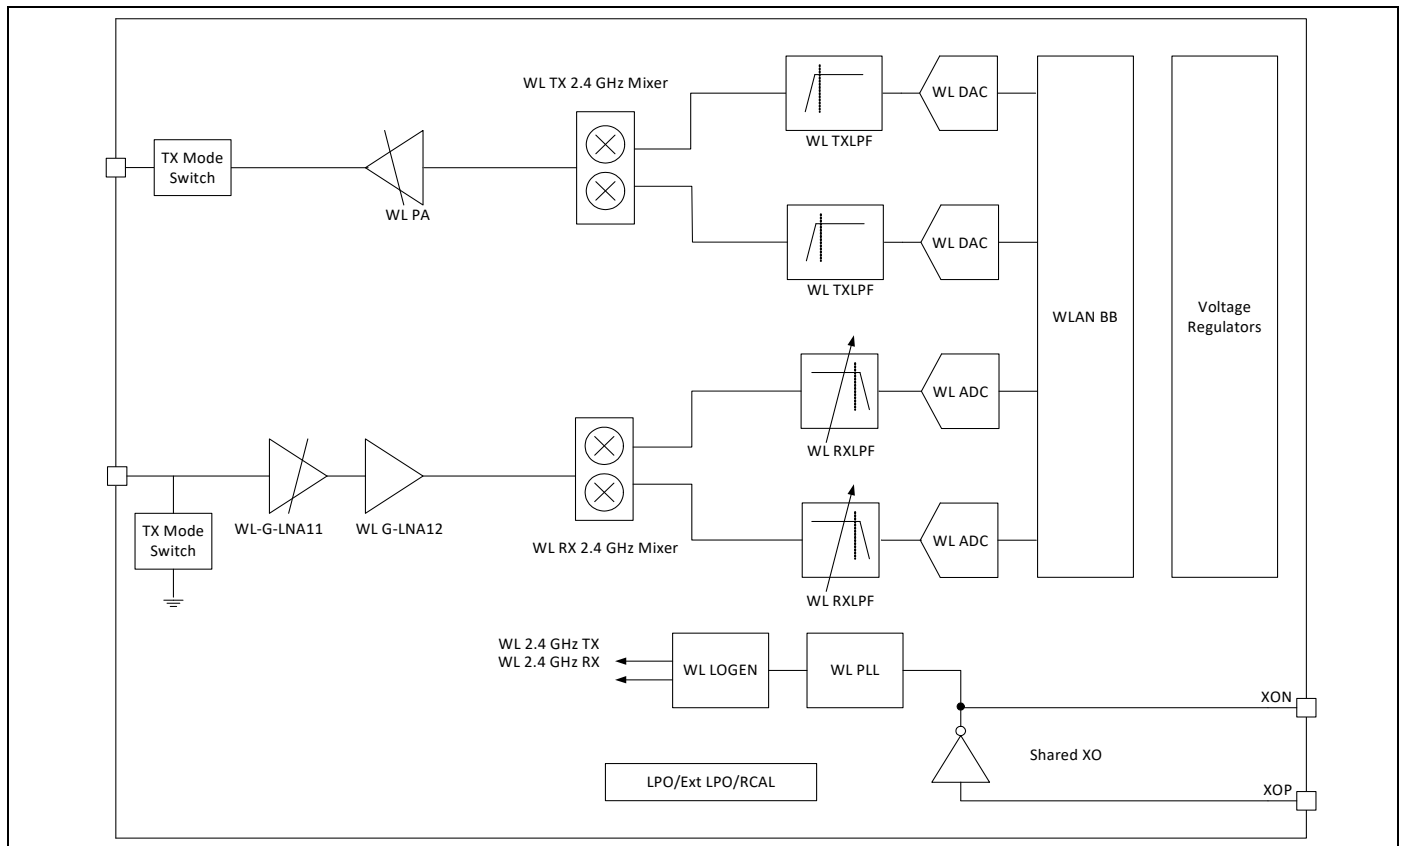 WL TX 2.4 GHz Mixer
WL DAC
WL TXLPF
TX Mode
Switch
WL PA
WL DAC
WL TXLPF
WLAN BB
Voltage
Regulators
WL ADC
WL RXLPF
WL-G-LNA11
WL G-LNA12
TX Mode
Switch
WL RX 2.4 GHz Mixer
WL ADC
WL RXLPF
WL 2.4 GHz TX
WL 2.4 GHz RX
WL LOGEN
WL PLL
XON
Shared XO
LPO/Ext LPO/RCAL
XOP